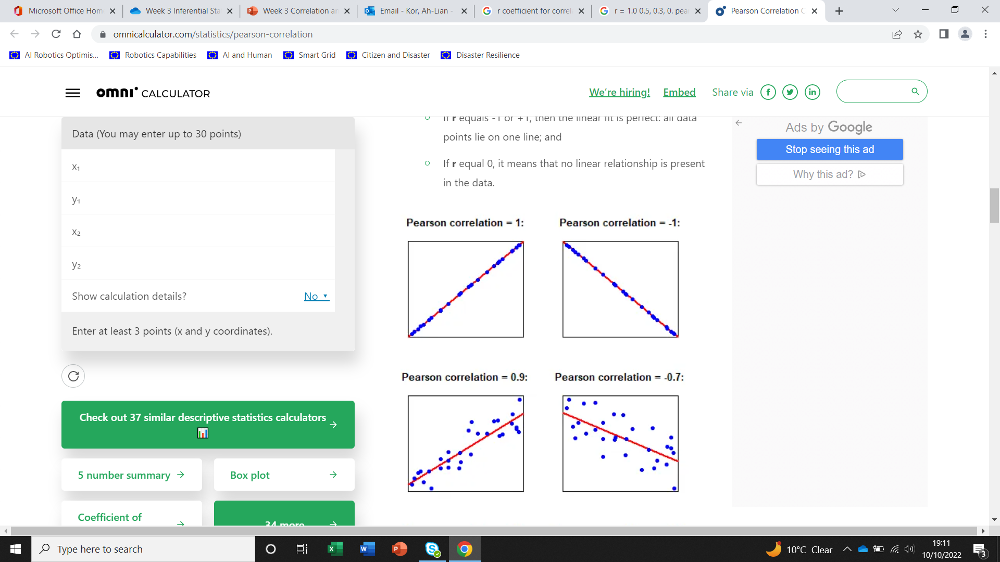 Microsoft Office Hom
Week 3 Inferential Sta
Week 3 Correlation an
Email - Kor, Ah-Lian -
r coefficient for correl
r = 1.0 0.5, 0.3, 0. pear
Pearson Correlation C
omnicalculator.com/statistics/pearson-correlation
AI Robotics Optimis...
Robotics Capabilities
AI and Human
Smart Grid
Citizen and Disaster
Disaster Resilience
omni CALCULATOR
We're hiring!
Embed
Share via
Data (You may enter up to 30 points)
x₁
y₁
x₂
y₂
Show calculation details?
No
Enter at least 3 points (x and y coordinates).
Check out 37 similar descriptive statistics calculators
5 number summary
Box plot
Coefficient of
34 more
If r equals -1 or +1, then the linear fit is perfect: all data
points lie on one line; and
If r equal 0, it means that no linear relationship is present
in the data.
Pearson correlation = 1:
Pearson correlation = -1:
Pearson correlation = 0.9:
Pearson correlation = -0.7:
Ads by Google
Stop seeing this ad
Why this ad?
Type here to search
10°C Clear
19:11
10/10/2022
3